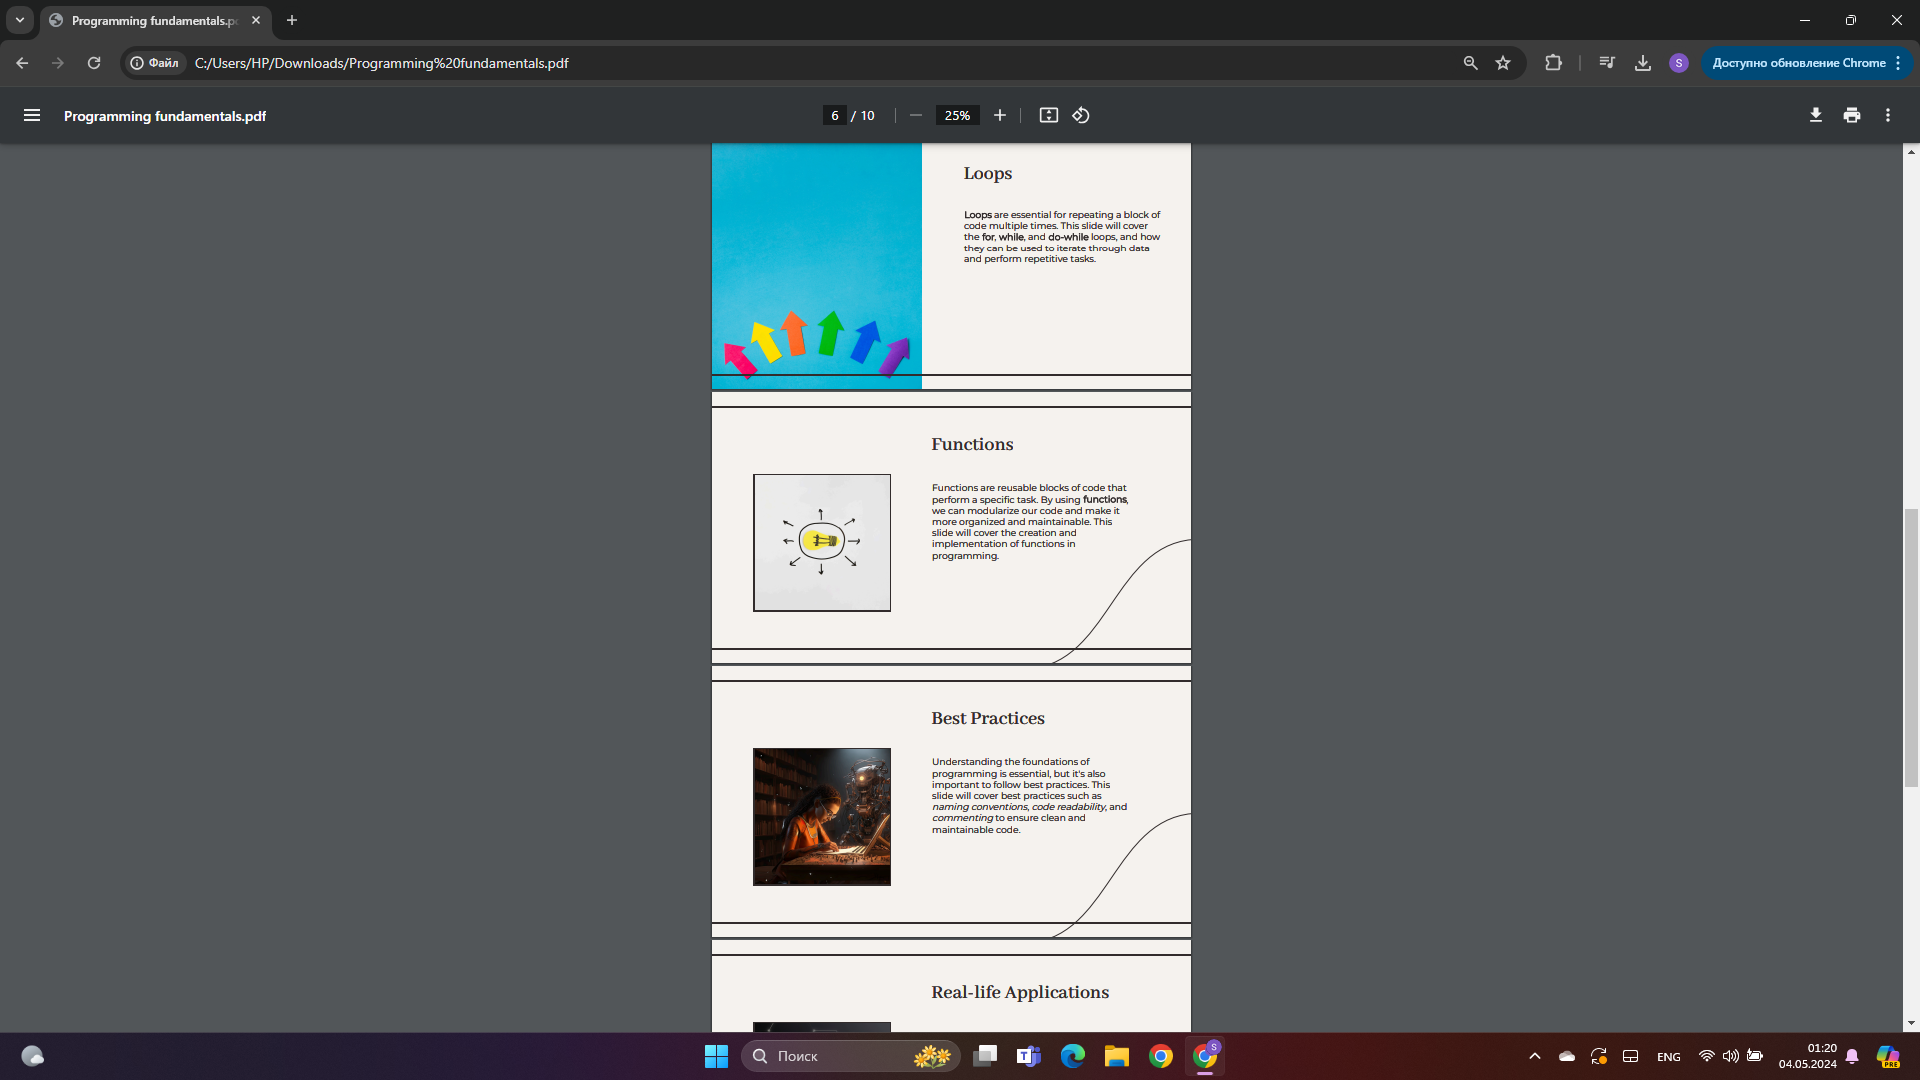 Programming fundamentals.p
Файл
C:/Users/HP/Downloads/Programming%20fundamentals.pdf
S
Доступно обновление Chrome
Programming fundamentals.pdf
6 / 10
25%
Loops
Loops are essential for repeating a block of
code multiple times. This slide will cover
the for, while, and do-while loops, and how
they can be used to iterate through data
and perform repetitive tasks.
Functions
Functions are reusable blocks of code that
perform a specific task. By using functions,
we can modularize our code and make it
more organized and maintainable. This
slide will cover the creation and
implementation of functions in
programming.
Best Practices
Understanding the foundations of
programming is essential, but it's also
important to follow best practices. This
slide will cover best practices such as
naming conventions, code readability, and
commenting to ensure clean and
maintainable code.
Real-life Applications
Поиск
T
S
ENG
01:20
04.05.2024
PRE